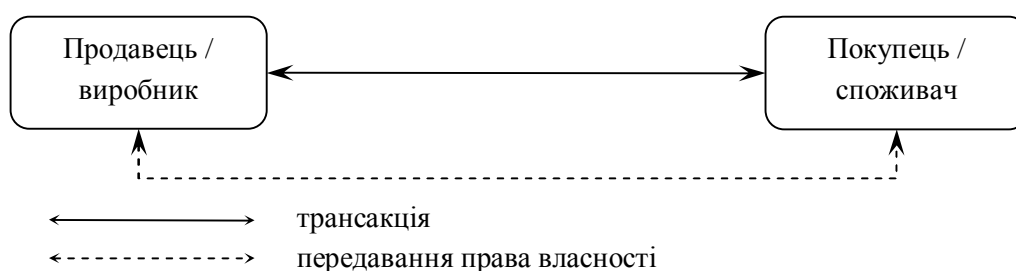 Продавець /
виробник
Покупець /
споживач
трансакція
передавання права власності